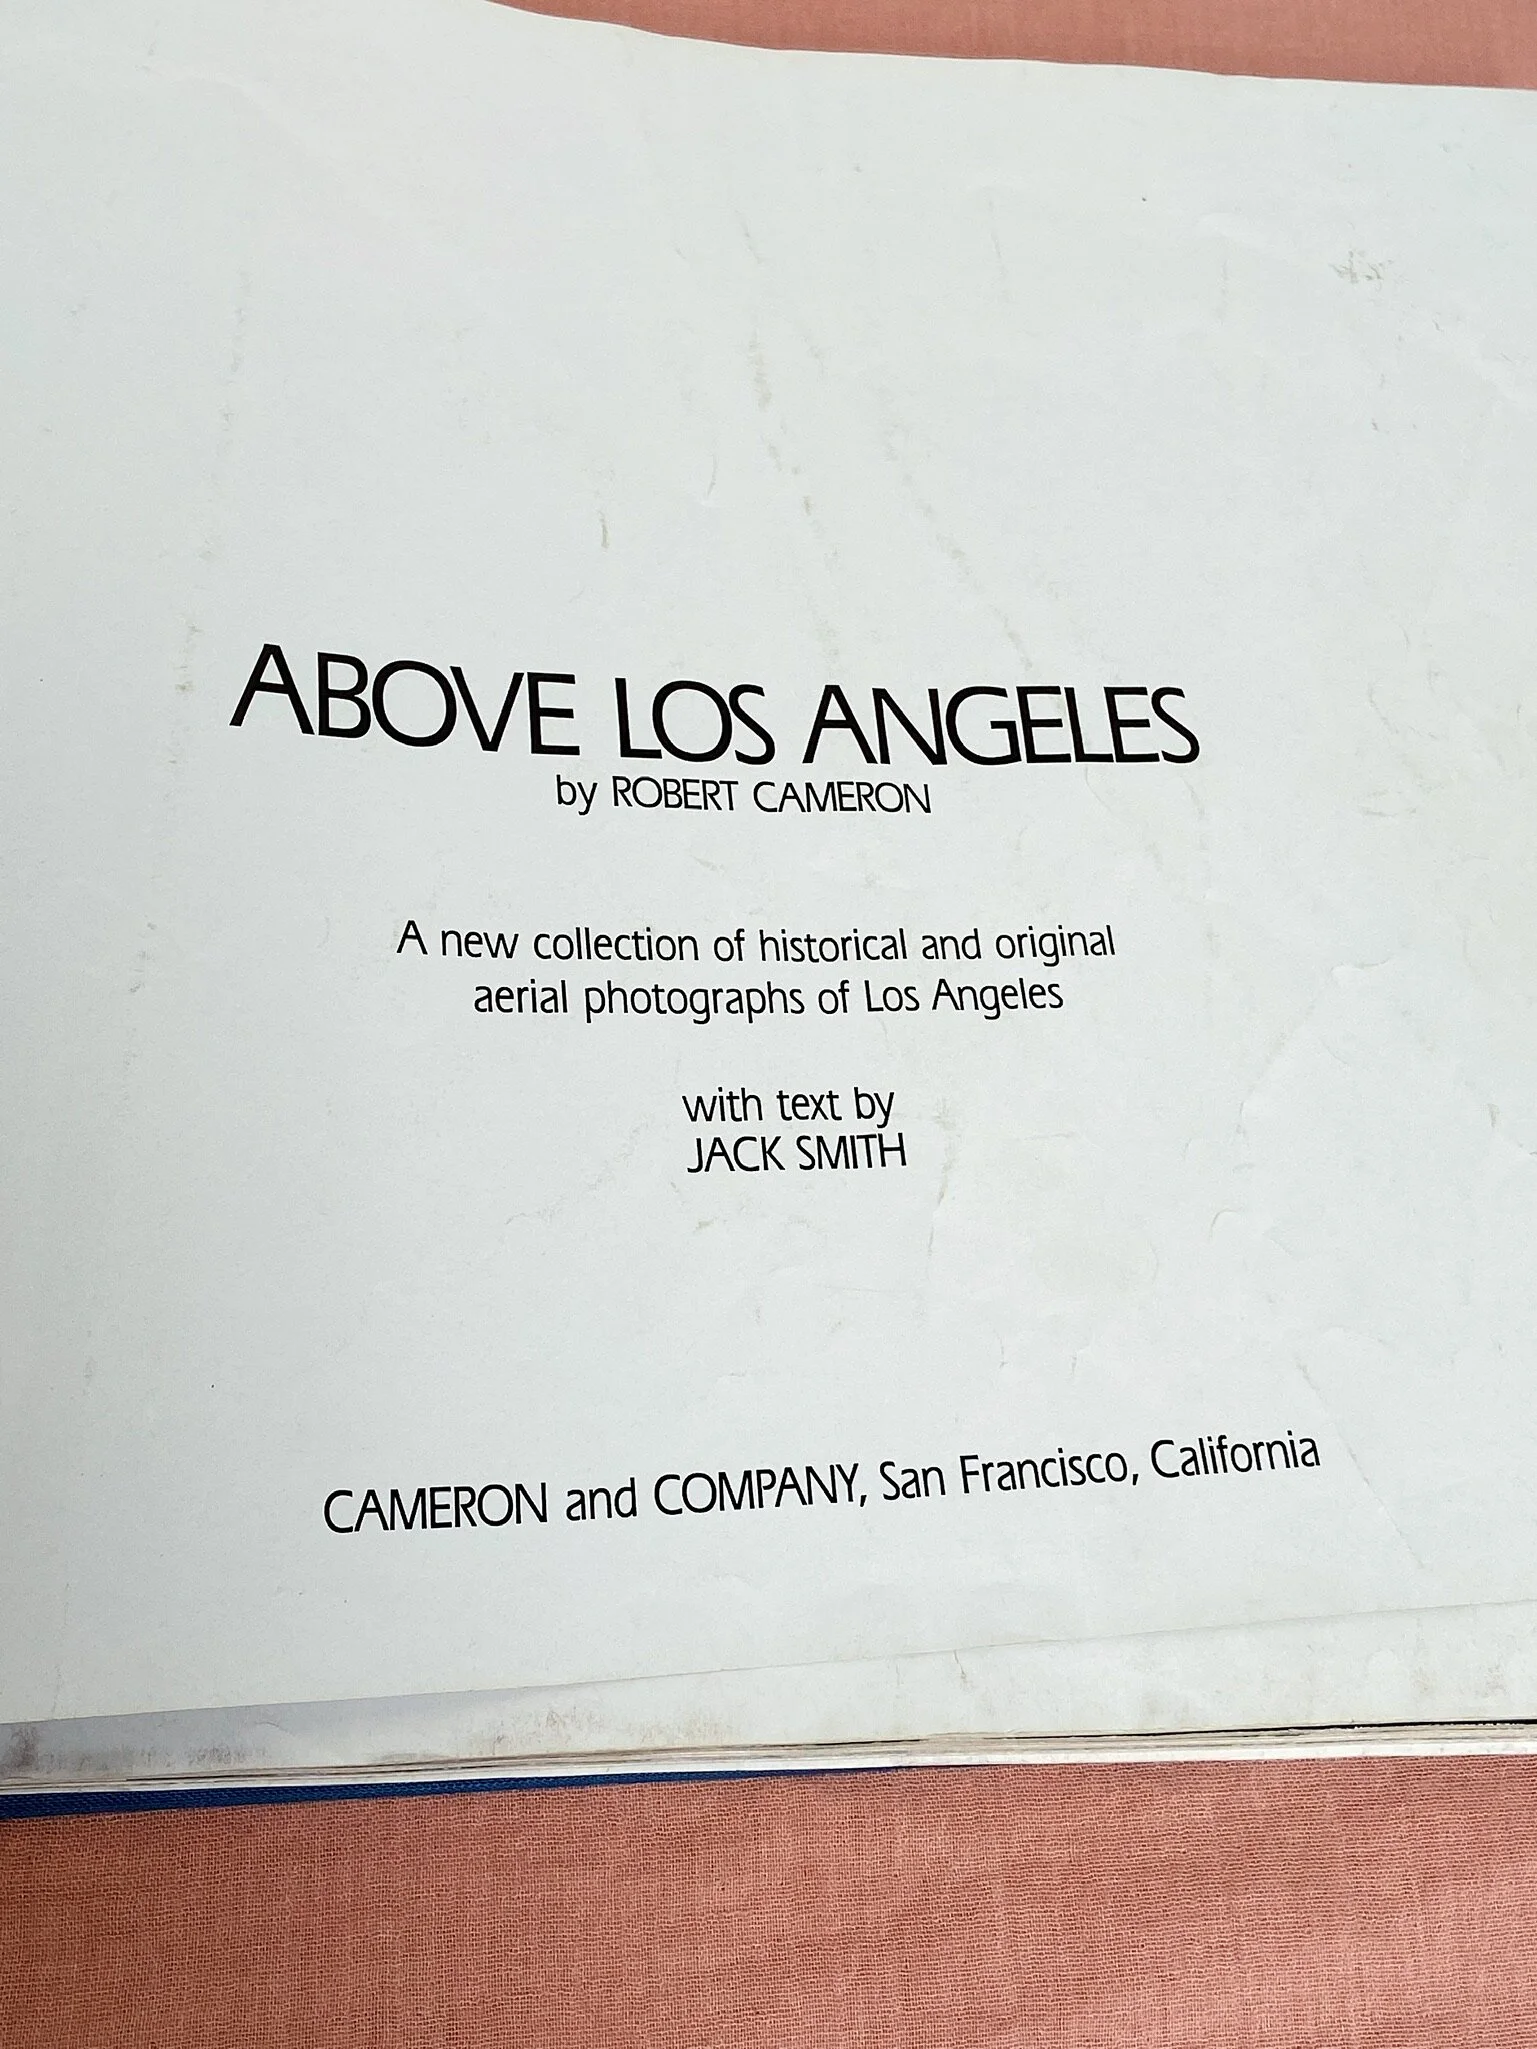 ABOVE LOS ANGELES
by ROBERT CAMERON
A new collection of historical and original
aerial photographs of Los Angeles
with text by
JACK SMITH
CAMERON and COMPANY, San Francisco, California